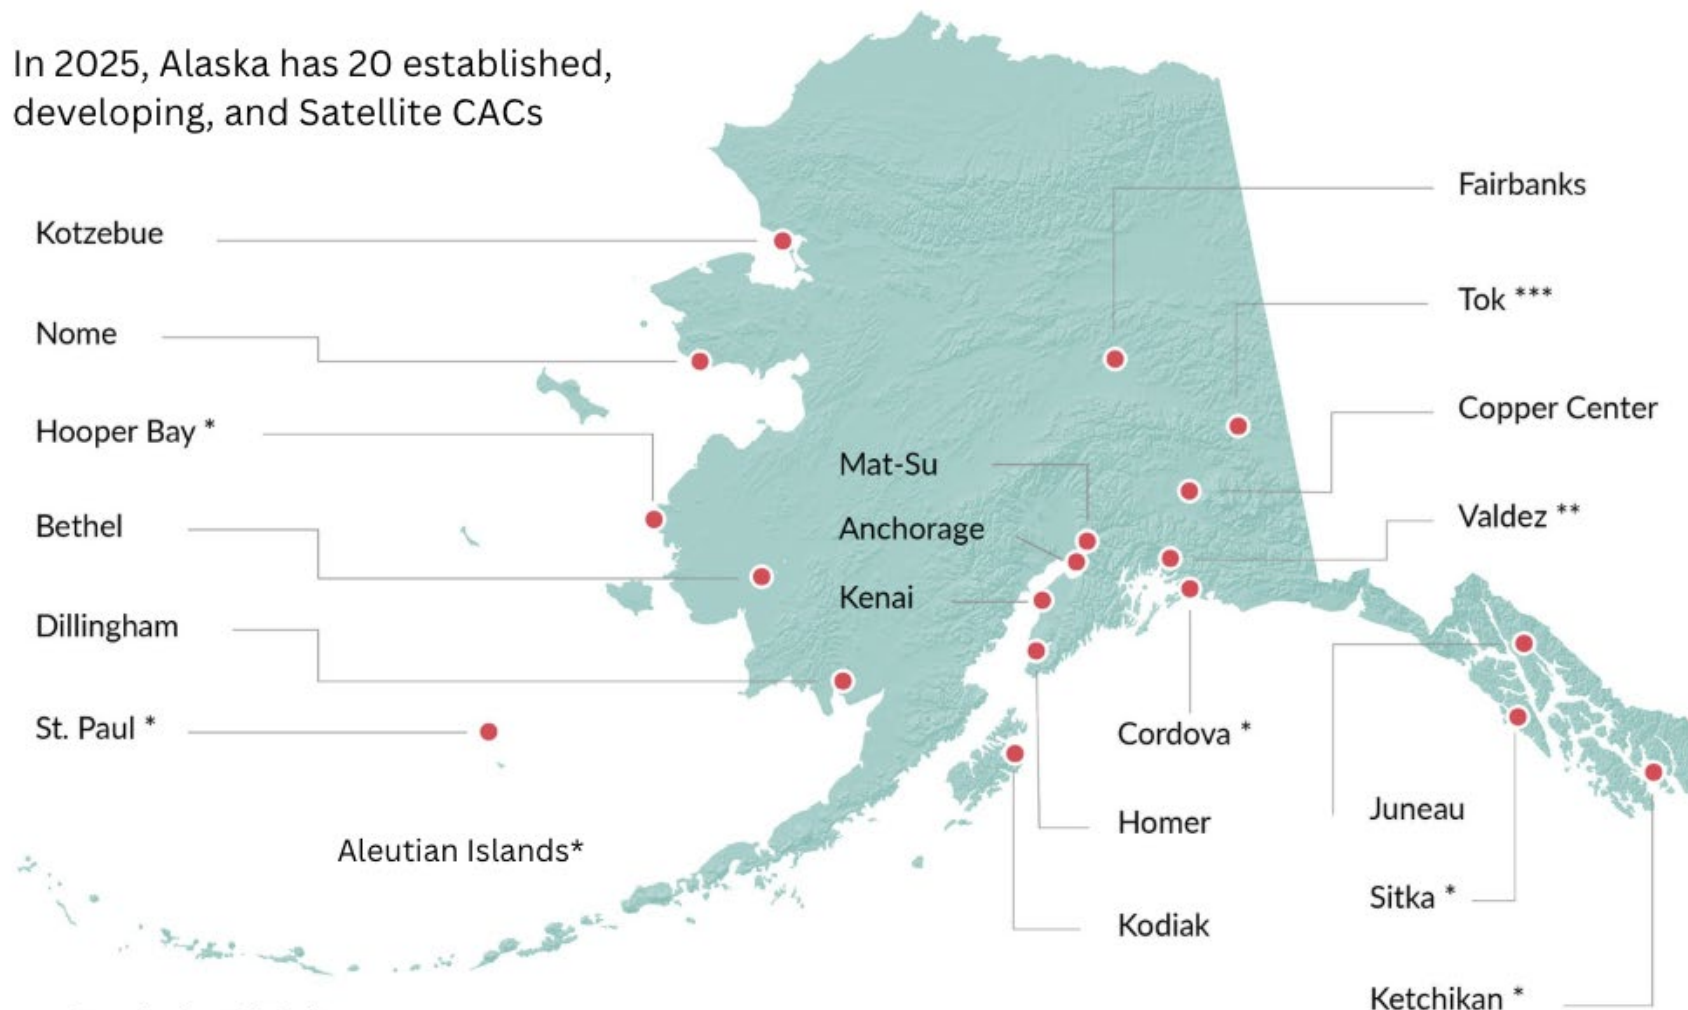 In 2025, Alaska has 20 established,
developing, and Satellite CACs
Kotzebue
Nome
Hooper Bay *
Bethel
Dillingham
St. Paul *
Aleutian Islands*
Mat-Su
Anchorage
Kenai
Fairbanks
Tok ***
Copper Center
Valdez **
Cordova *
Homer
Kodiak
Juneau
Sitka *
Ketchikan *